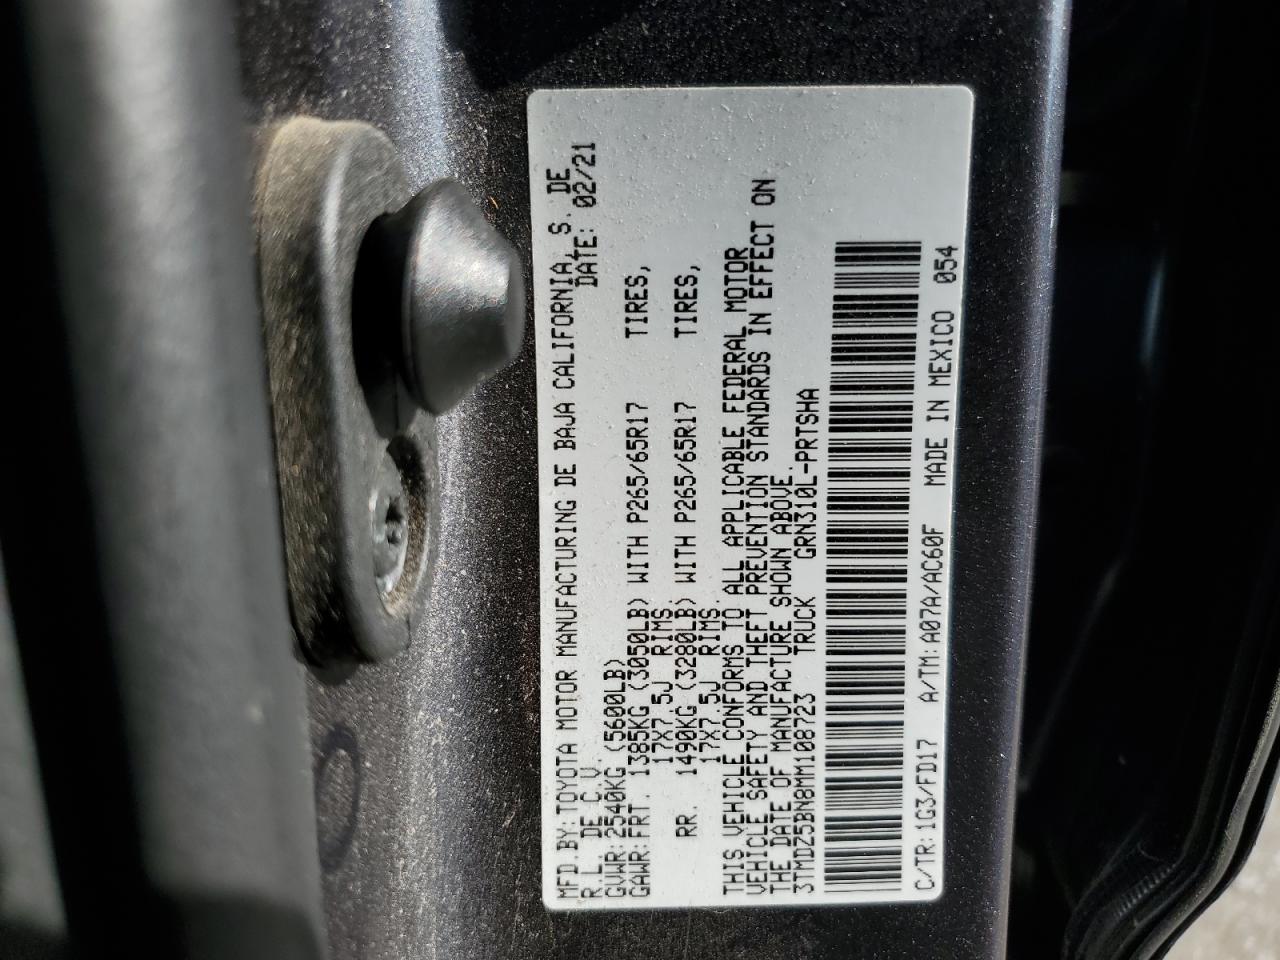 MFD.BY:TOYOTA MOTOR MANUFACTURING DE BAJA CALIFORNIA, S. DE
R.L. DE C.V. DATE: 02/21
GVWR:2540KG (5600LB)
GAWR:FRT. 1385KG (3050LB) WITH P265/65R17 TIRES,
17X7.5J RIMS.
RR. 1490KG (3280LB) WITH P265/65R17 TIRES,
17X7.5J RIMS.
THIS VEHICLE CONFORMS TO ALL APPLICABLE FEDERAL MOTOR
VEHICLE SAFETY AND THEFT PREVENTION STANDARDS IN EFFECT ON
THE DATE OF MANUFACTURE SHOWN ABOVE.
3TMDZ5BN8MM108723 TRUCK GRN310L-PRTSHA
C/TR:1G3/FD17 A/TM:A07A/AC60F MADE IN MEXICO 054